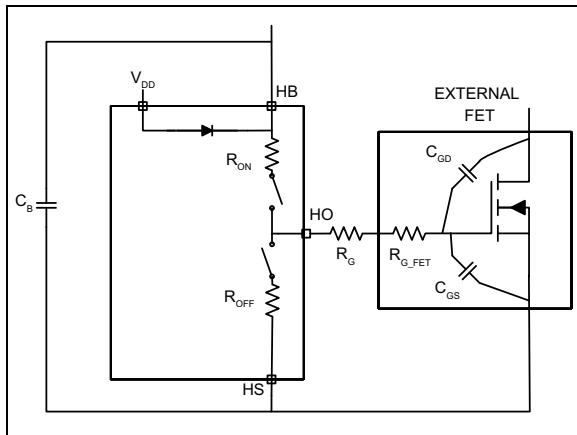 V_DD
HB
EXTERNAL
FET
R_ON
C_GD
C_B
HO
R_G
R_G_FET
C_GS
R_OFF
HS